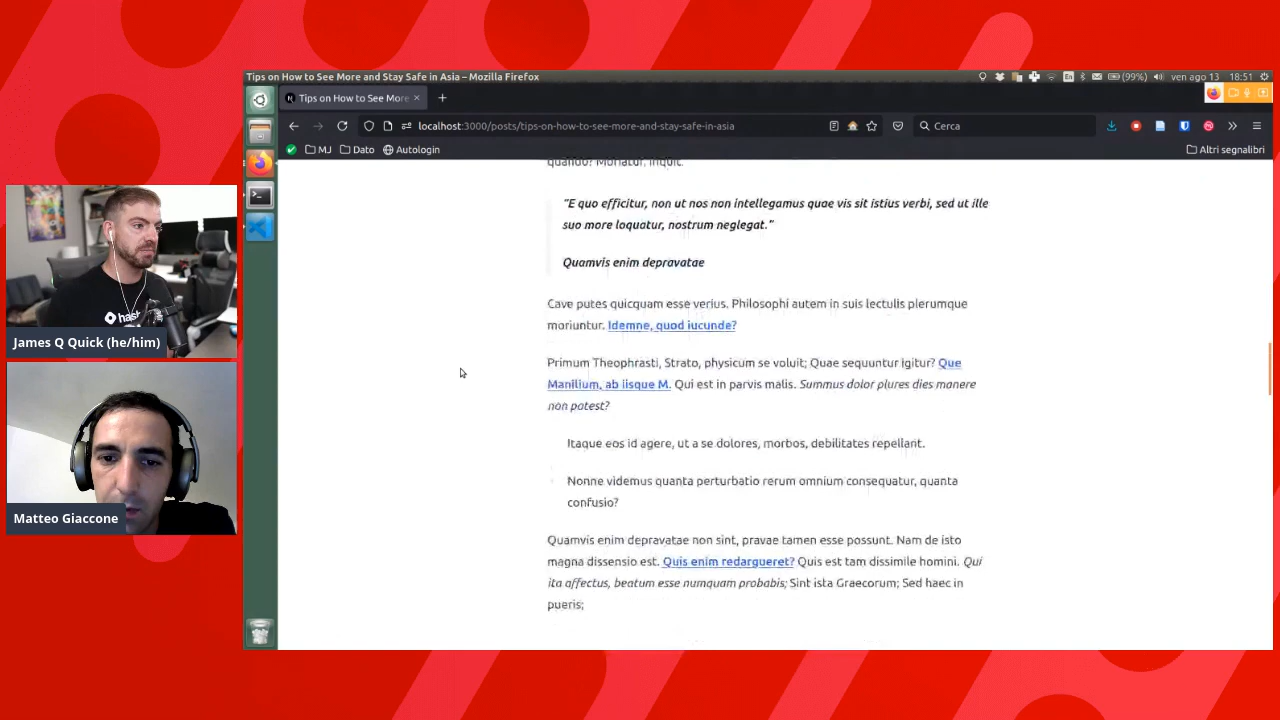 Tips on How to See More and Stay Safe in Asia – Mozilla Firefox
En
(99%)
ven ago 13
18:51
Tips on How to See More
localhost:3000/posts/tips-on-how-to-see-more-and-stay-safe-in-asia
Cerca
MJ
Dato
Autologin
Altri segnalibri
quando? Moriatur, inquit.
"E quo efficitur, non ut nos non intellegamus quae vis sit istius verbi, sed ut ille
suo more loquatur, nostrum neglegat."
Quamvis enim depravatae
Cave putes quicquam esse verius. Philosophi autem in suis lectulis plerumque
moriuntur. Idemne, quod iucunde?
Primum Theophrasti, Strato, physicum se voluit; Quae sequuntur igitur? Que
Manilium, ab iisque M. Qui est in parvis malis. Summus dolor plures dies manere
non potest?
Itaque eos id agere, ut a se dolores, morbos, debilitates repellant.
Nonne videmus quanta perturbatio rerum omnium consequatur, quanta
confusio?
Quamvis enim depravatae non sint, pravae tamen esse possunt. Nam de isto
magna dissensio est. Quis enim redargueret? Quis est tam dissimile homini. Qui
ita affectus, beatum esse numquam probabis; Sint ista Graecorum; Sed haec in
pueris;
has
James Q Quick (he/him)
Matteo Giaccone